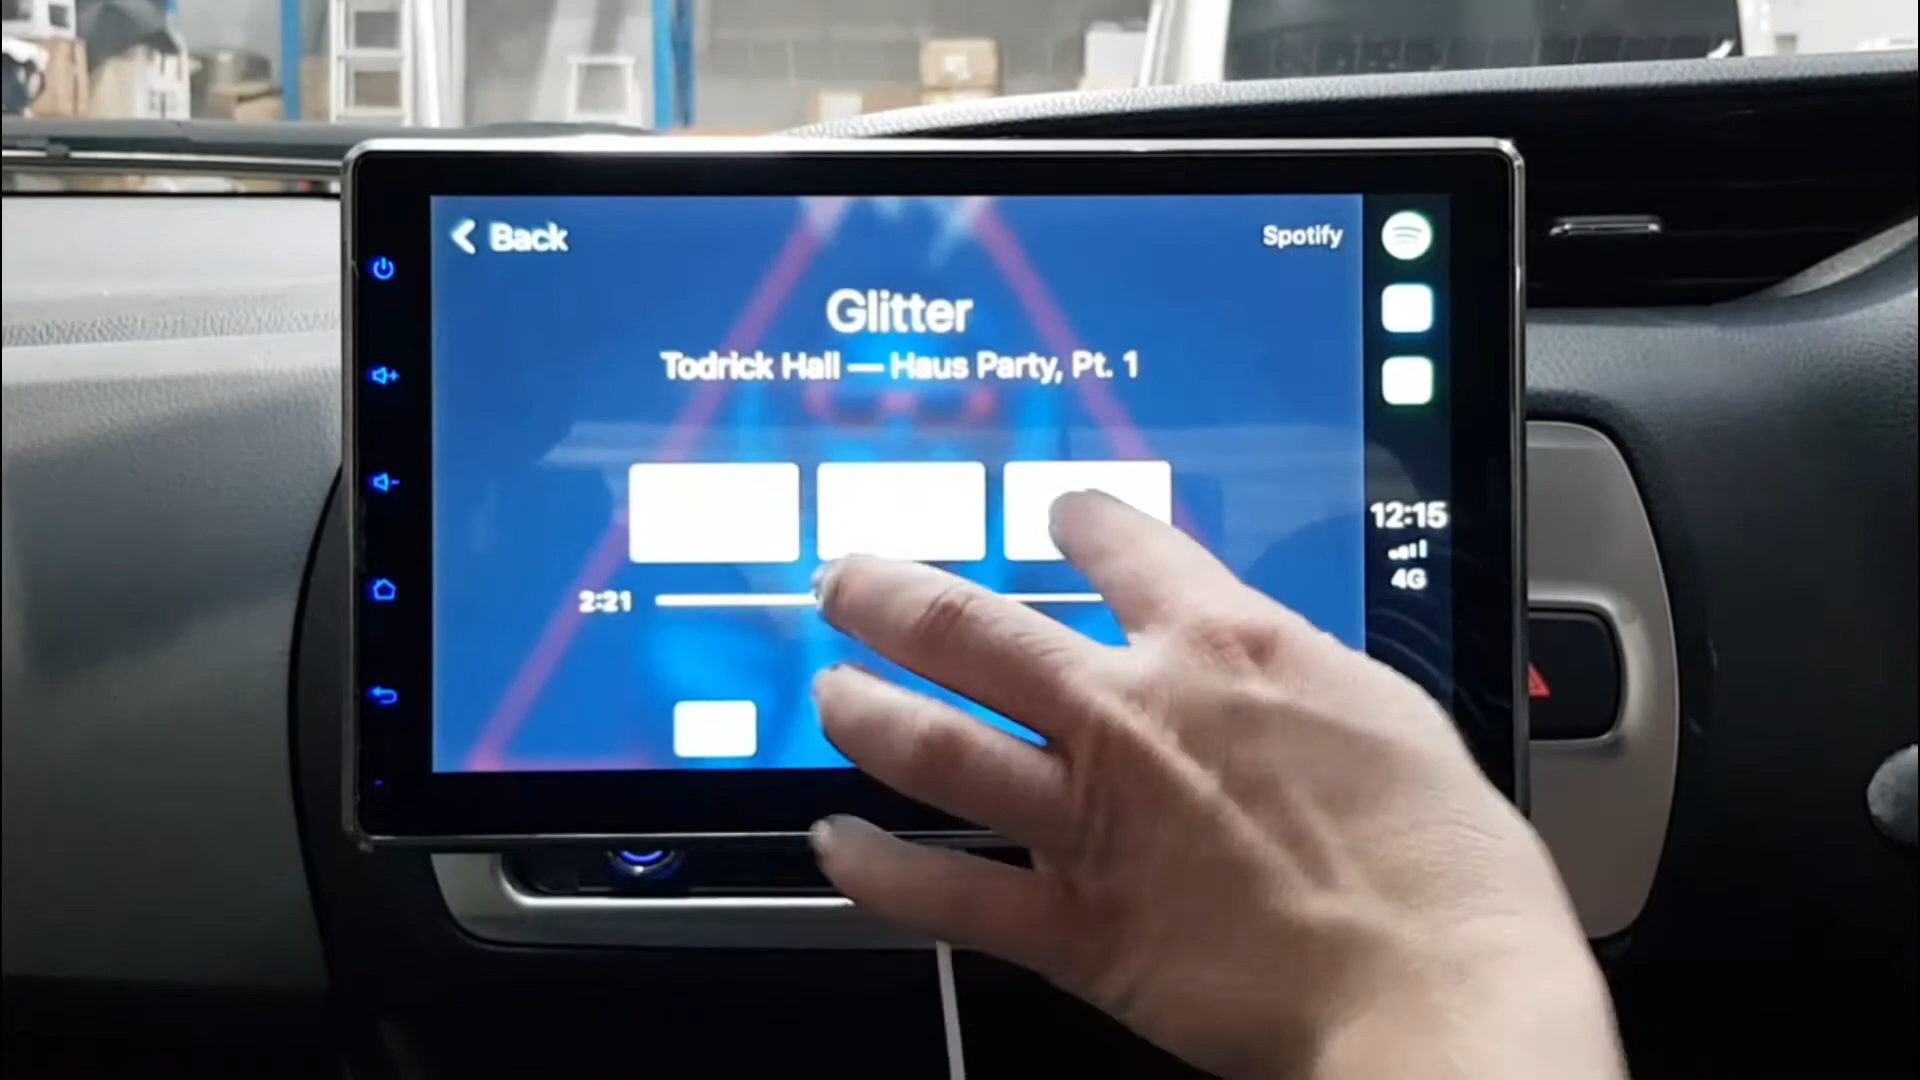 Back
Spotify
Glitter
Todrick Hall — Haus Party, Pt. 1
2:21
12:15
4G